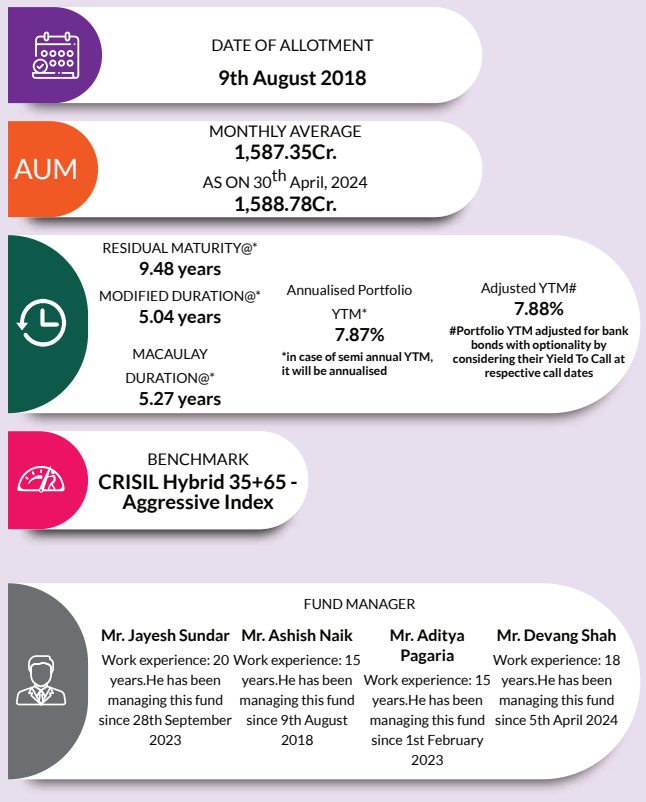 DATE OF ALLOTMENT
9th August 2018
AUM
MONTHLY AVERAGE
1,587.35Cr.
AS ON 30th April, 2024
1,588.78Cr.
RESIDUAL MATURITY@*
9.48 years
MODIFIED DURATION@*
5.04 years
MACAULAY
DURATION@*
5.27 years
Annualised Portfolio
YTM*
7.87%
*in case of semi annual YTM,
it will be annualised
Adjusted YTM#
7.88%
#Portfolio YTM adjusted for bank
bonds with optionality by
considering their Yield To Call at
respective call dates
BENCHMARK
CRISIL Hybrid 35+65 -
Aggressive Index
FUND MANAGER
Mr. Jayesh Sundar
Work experience: 20
years.He has been
managing this fund
since 28th September
2023
Mr. Ashish Naik
Work experience: 15
years.He has been
managing this fund
since 9th August
2018
Mr. Aditya
Pagaria
Work experience: 15
years.He has been
managing this fund
since 1st February
2023
Mr. Devang Shah
Work experience: 18
years.He has been
managing this fund
since 5th April 2024